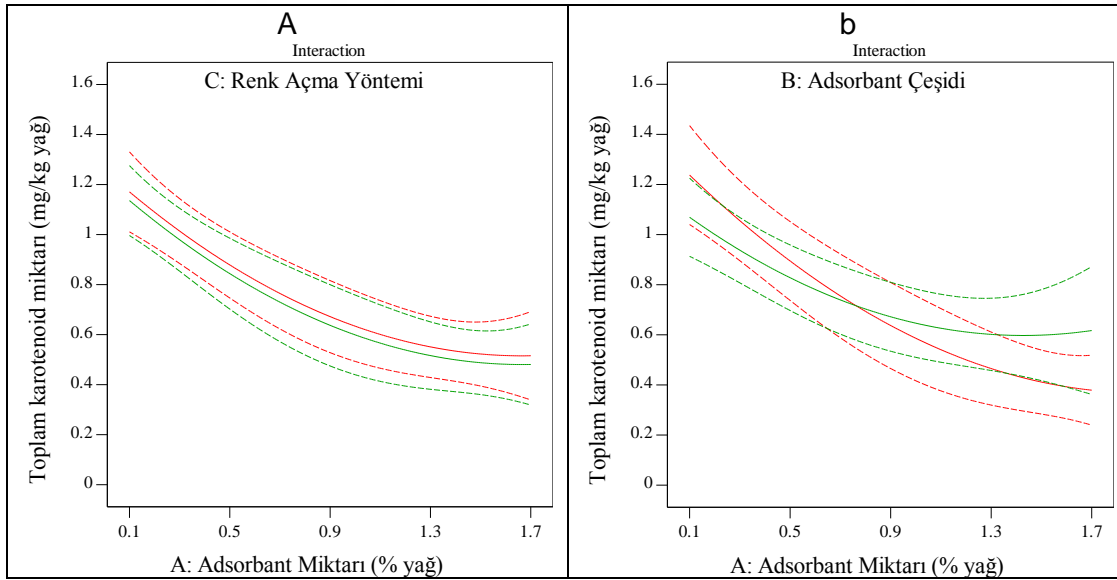 A
Interaction
C: Renk Açma Yöntemi
Toplam karotenoid miktarı (mg/kg yağ)
1.6
1.4
1.2
1
0.8
0.6
0.4
0.2
0
0.1
0.5
0.9
1.3
1.7
A: Adsorbant Miktarı (% yağ)
b
Interaction
B: Adsorbant Çeşidi
Toplam karotenoid miktarı (mg/kg yağ)
1.6
1.4
1.2
1
0.8
0.6
0.4
0.2
0
0.1
0.5
0.9
1.3
1.7
A: Adsorbant Miktarı (% yağ)